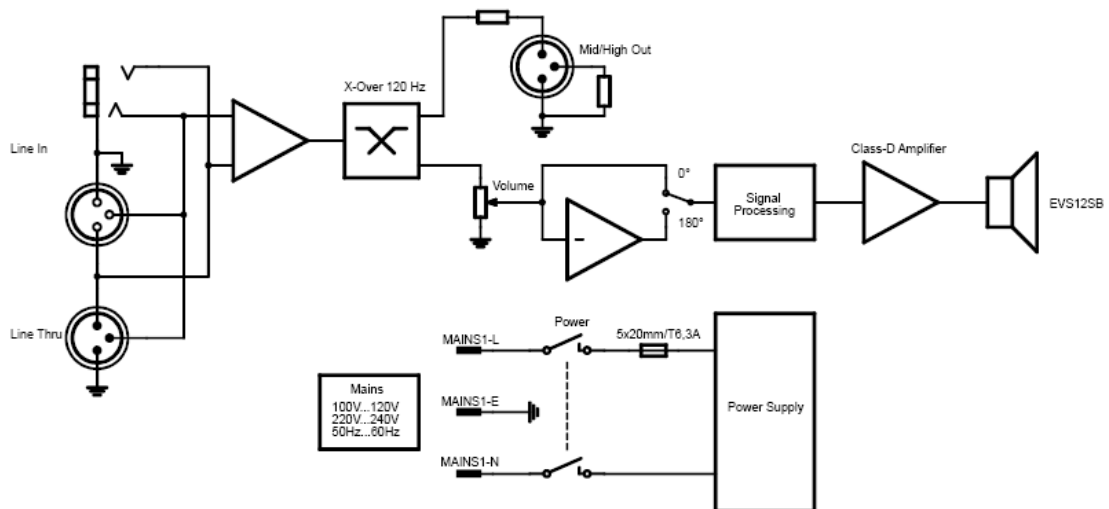 Mid/High Out
X-Over 120 Hz
Line In
Volume
0°
180°
Signal
Processing
Class-D Amplifier
EVS12SB
Line Thru
Power
MAINS1-L
5x20mm/T6,3A
Mains
100V...120V
220V...240V
50Hz...60Hz
MAINS1-E
MAINS1-N
Power Supply